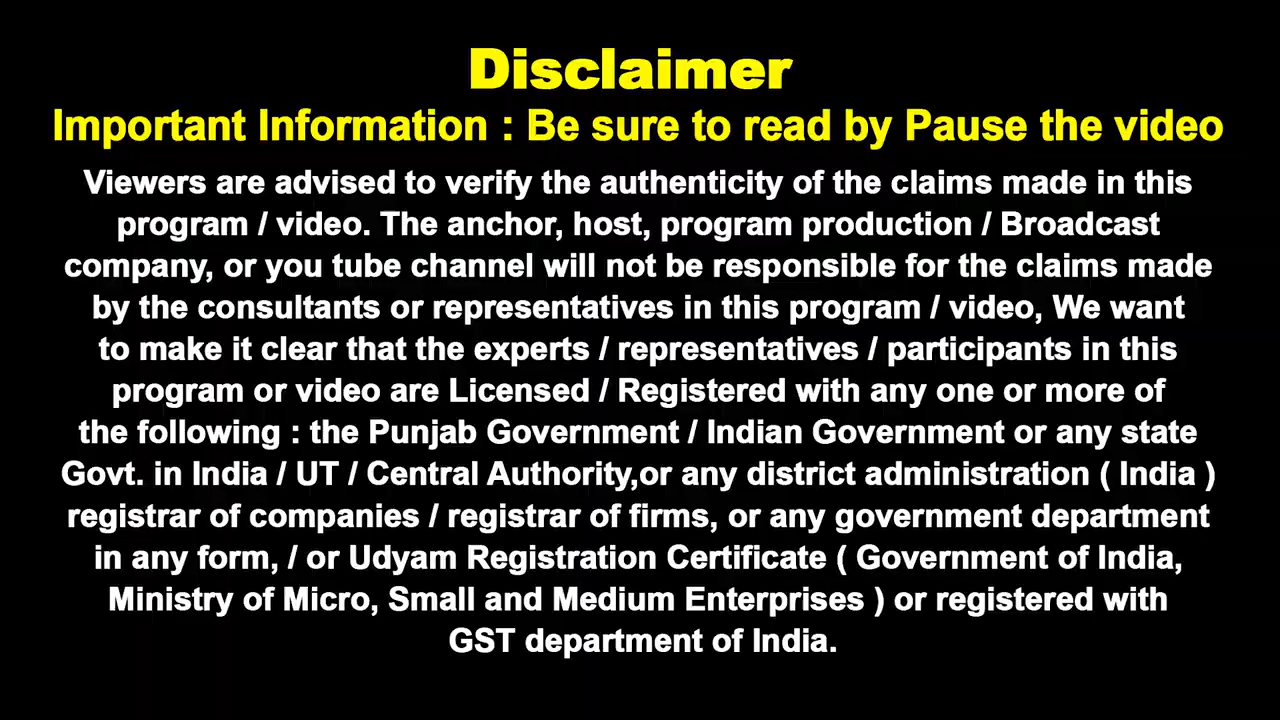 Disclaimer
Important Information : Be sure to read by Pause the video
Viewers are advised to verify the authenticity of the claims made in this
program / video. The anchor, host, program production / Broadcast
company, or you tube channel will not be responsible for the claims made
by the consultants or representatives in this program / video, We want
to make it clear that the experts / representatives / participants in this
program or video are Licensed / Registered with any one or more of
the following : the Punjab Government / Indian Government or any state
Govt. in India / UT / Central Authority,or any district administration ( India )
registrar of companies / registrar of firms, or any government department
in any form, / or Udyam Registration Certificate ( Government of India,
Ministry of Micro, Small and Medium Enterprises ) or registered with
GST department of India.